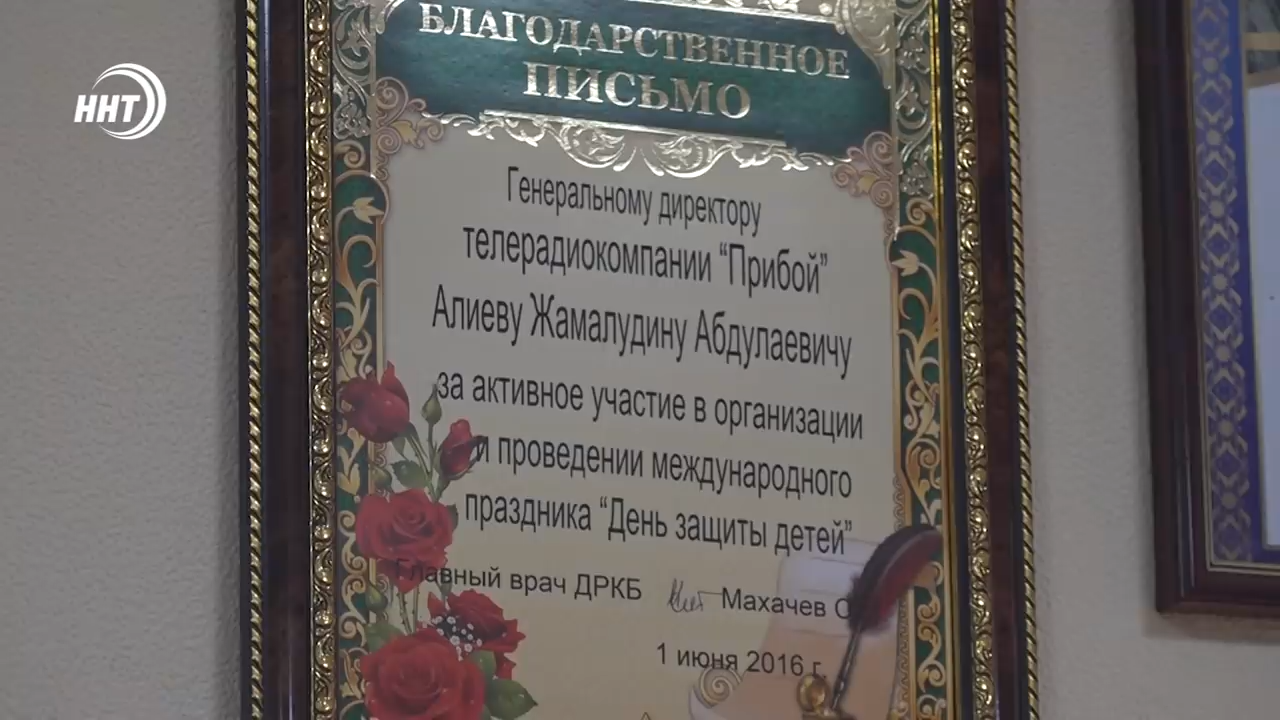 ННТ
БЛАГОДАРСТВЕННОЕ
ПИСЬМО
Генеральному директору
телерадиокомпании “Прибой”
Алиеву Жамалудину Абдулаевичу
за активное участие в организации
и проведении международного
праздника “День защиты детей”
Главный врач ДРКБ Махачев С
1 июня 2016 г.